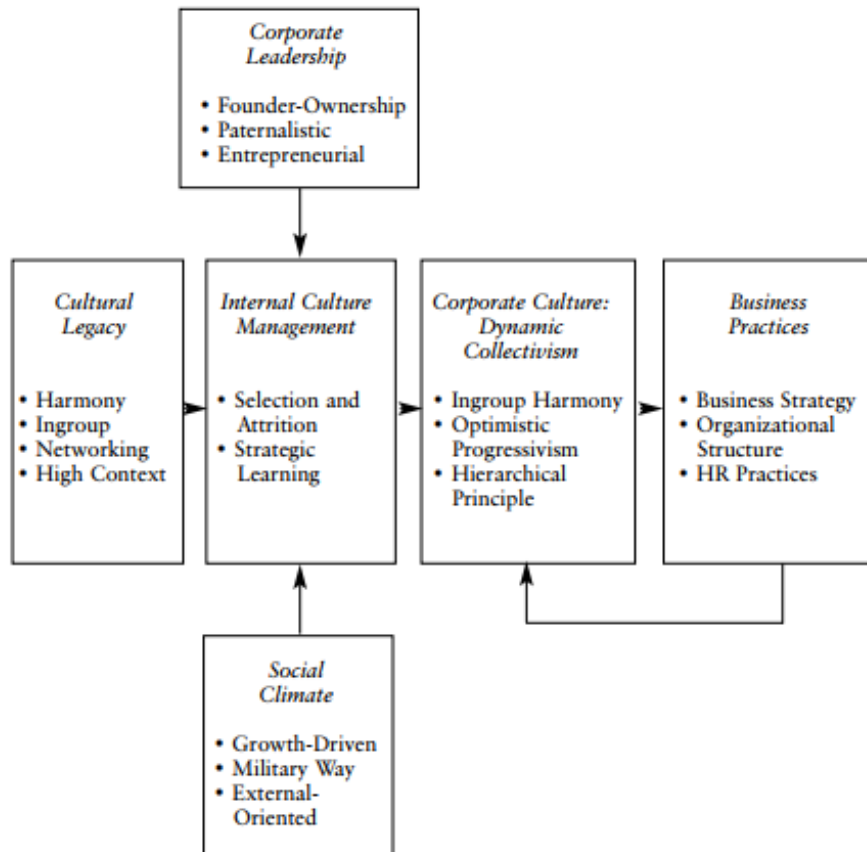 Corporate
Leadership
• Founder-Ownership
• Paternalistic
• Entrepreneurial
Cultural
Legacy
• Harmony
• Ingroup
• Networking
• High Context
Internal Culture
Management
• Selection and
Attrition
• Strategic
Learning
Corporate Culture:
Dynamic
Collectivism
• Ingroup Harmony
• Optimistic
Progressivism
• Hierarchical
Principle
Business
Practices
• Business Strategy
• Organizational
Structure
• HR Practices
Social
Climate
• Growth-Driven
• Military Way
• External-
Oriented